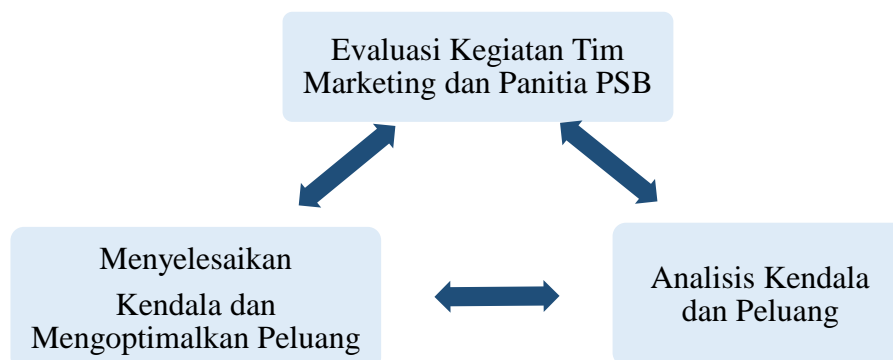 Evaluasi Kegiatan Tim
Marketing dan Panitia PSB
Menyelesaikan
Kendala dan
Mengoptimalkan Peluang
Analisis Kendala
dan Peluang